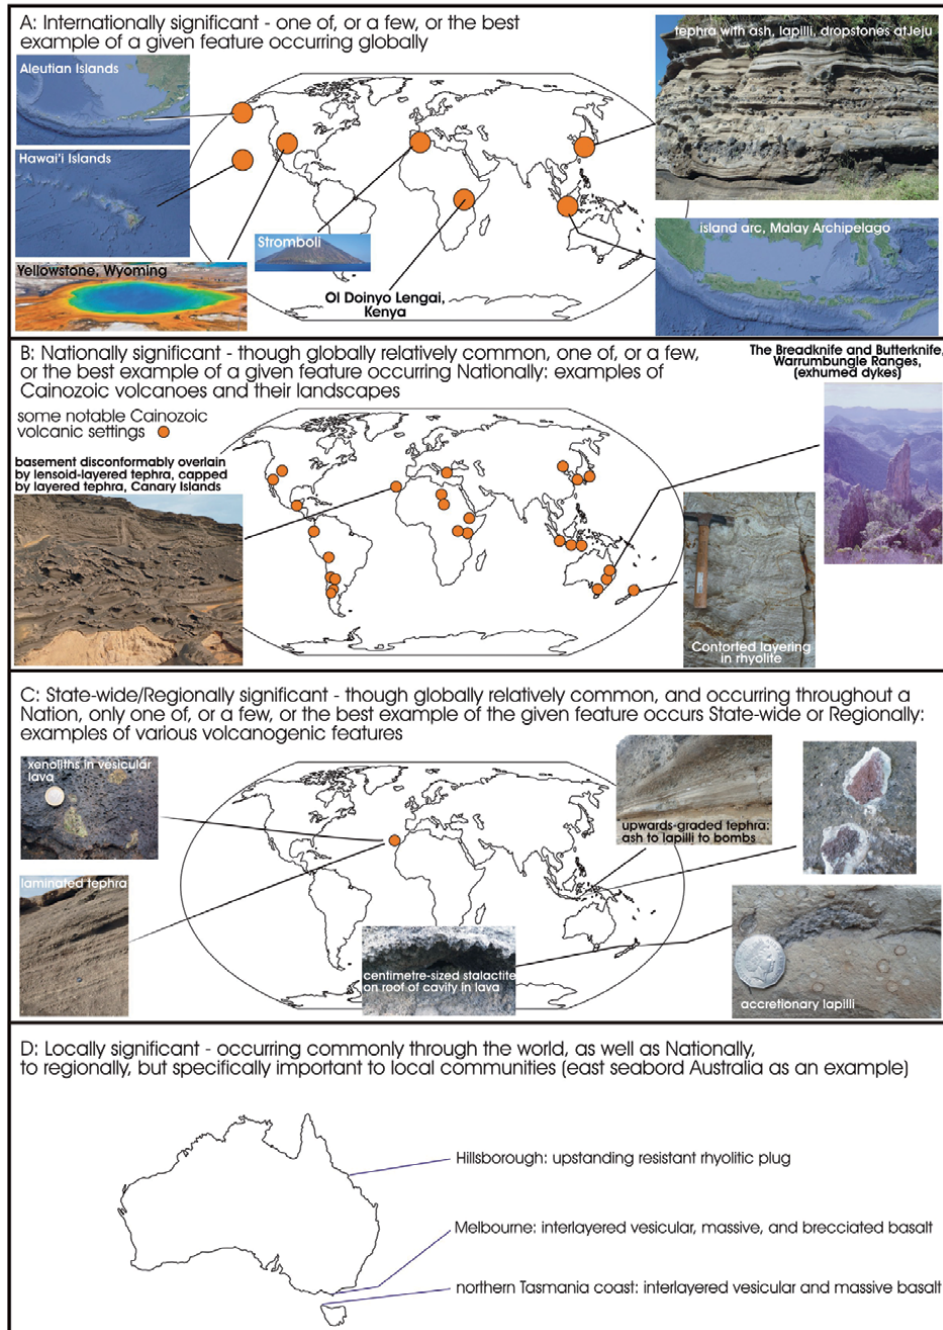 A: Internationally significant - one of, or a few, or the best
example of a given feature occurring globally
tephra with ash, lapilli, dropstones atJeju
Aleutian Islands
Hawai'i Islands
Stromboli
island arc, Malay Archipelago
Yellowstone, Wyoming
Ol Doinyo Lengai,
Kenya
B: Nationally significant - though globally relatively common, one of, or a few,
or the best example of a given feature occurring Nationally: examples of
Cainozoic volcanoes and their landscapes
The Breadknife and Butterknife,
Warrumbungle Ranges,
(exhumed dykes)
some notable Cainozoic
volcanic settings
basement disconformably overlain
by lensoid-layered tephra, capped
by layered tephra, Canary Islands
Contorted layering
in rhyolite
C: State-wide/Regionally significant - though globally relatively common, and occurring throughout a
Nation, only one of, or a few, or the best example of the given feature occurs State-wide or Regionally:
examples of various volcanogenic features
xenoliths in vesicular
lava
upwards-graded tephra:
ash to lapilli to bombs
laminated tephra
centimetre-sized stalactite
on roof of cavity in lava
accretionary lapilli
D: Locally significant - occurring commonly through the world, as well as Nationally,
to regionally, but specifically important to local communities (east seabord Australia as an example)
Hillsborough: upstanding resistant rhyolitic plug
Melbourne: interlayered vesicular, massive, and brecciated basalt
northern Tasmania coast: interlayered vesicular and massive basalt